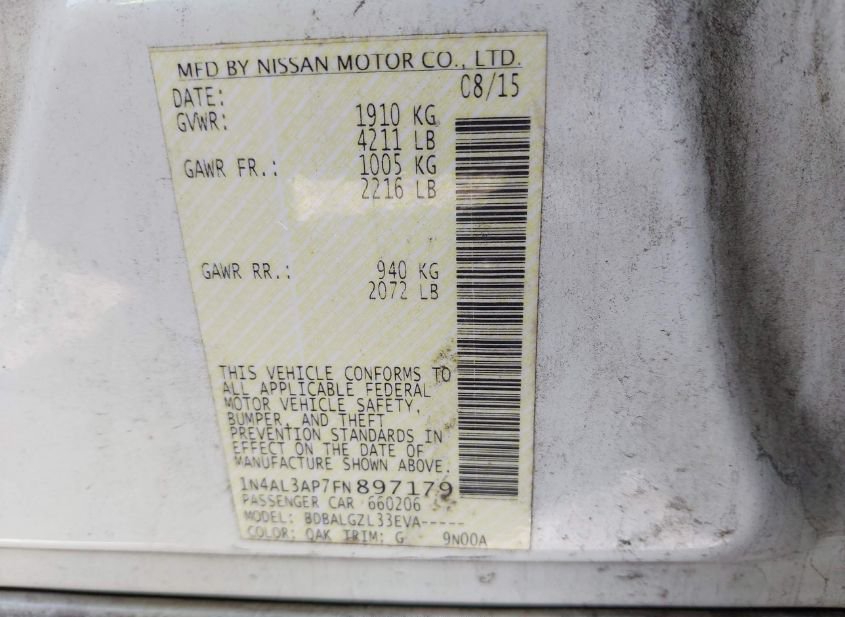 MFD BY NISSAN MOTOR CO., LTD.
DATE: 08/15
GVWR: 1910 KG
4211 LB
GAWR FR.: 1005 KG
2216 LB
GAWR RR.: 940 KG
2072 LB
THIS VEHICLE CONFORMS TO
ALL APPLICABLE FEDERAL
MOTOR VEHICLE SAFETY,
BUMPER, AND THEFT
PREVENTION STANDARDS IN
EFFECT ON THE DATE OF
MANUFACTURE SHOWN ABOVE.
1N4AL3AP7FN897179
PASSENGER CAR 660206
MODEL: BDBALGZL33EVA-----
COLOR: QAK TRIM: G 9N00A